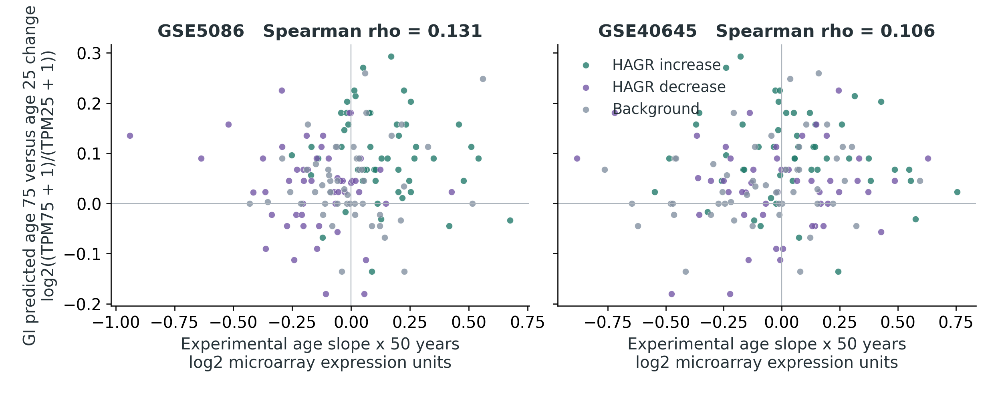 GSE5086 Spearman rho = 0.131
GSE40645 Spearman rho = 0.106
GI predicted age 75 versus age 25 change
log2((TPM75 + 1)/(TPM25 + 1))
0.3
0.2
0.1
0.0
−0.1
−0.2
HAGR increase
HAGR decrease
Background
−1.00 −0.75 −0.50 −0.25 0.00 0.25 0.50 0.75
−0.75 −0.50 −0.25 0.00 0.25 0.50 0.75
Experimental age slope x 50 years
log2 microarray expression units
Experimental age slope x 50 years
log2 microarray expression units